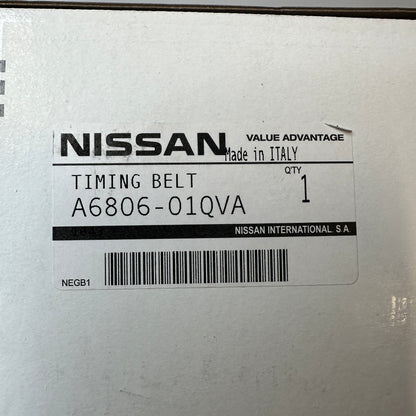 NISSAN VALUE ADVANTAGE
Made in ITALY
TIMING BELT Q'TY
A6806-01QVA 1
NISSAN INTERNATIONAL S.A.
NEGB1